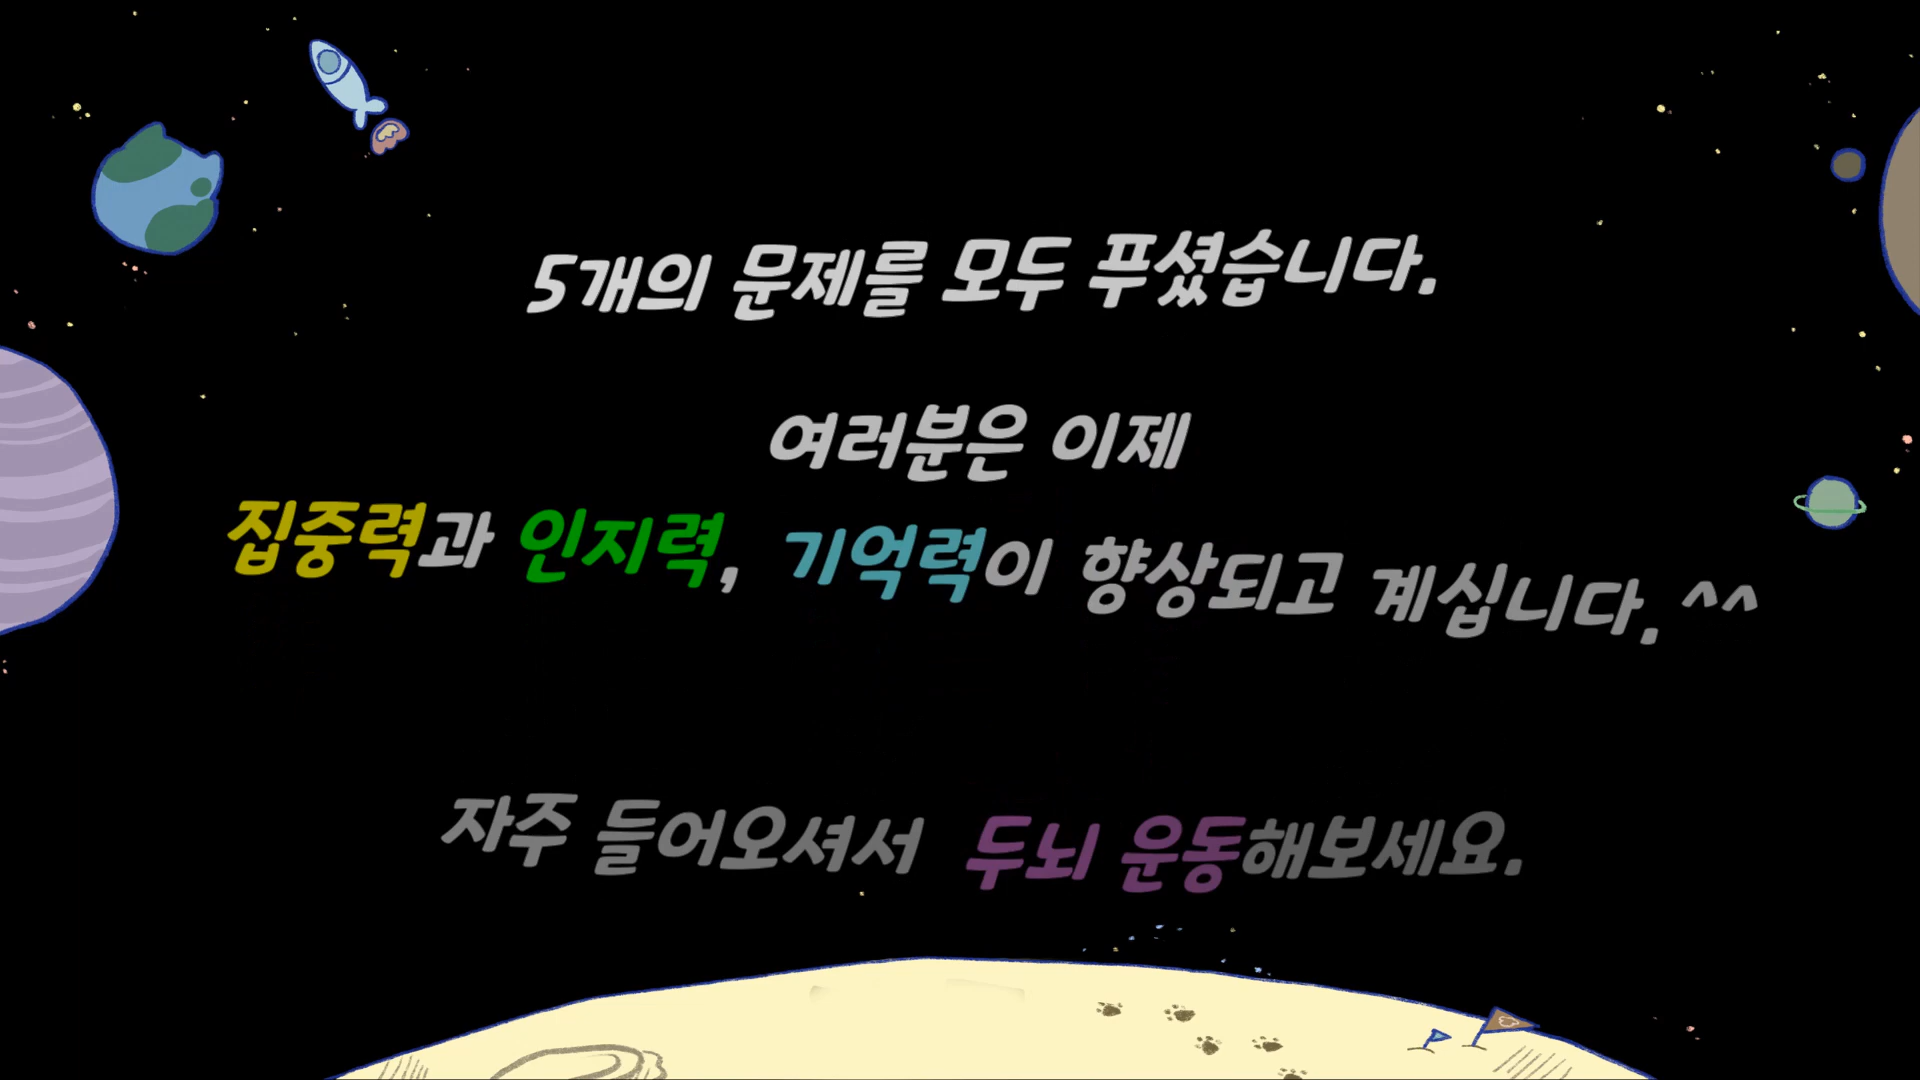 5개의 문제를 모두 푸셨습니다.
여러분은 이제
집중력과 인지력, 기억력이 향상되고 계십니다.^^
자주 들어오셔서 두뇌 운동해보세요.